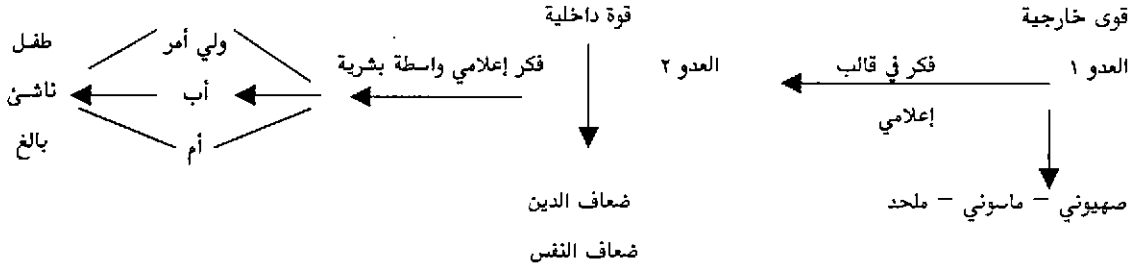 قوى خارجية
العدو ١
فكر في قالب
إعلامي
صهيوني – ماسوني – ملحد
قوة داخلية
العدو ٢
ضعاف الدين
ضعاف النفس
فكر إعلامي واسطة بشرية
ولي أمر
أب
أم
طفل
ناشئ
بالغ